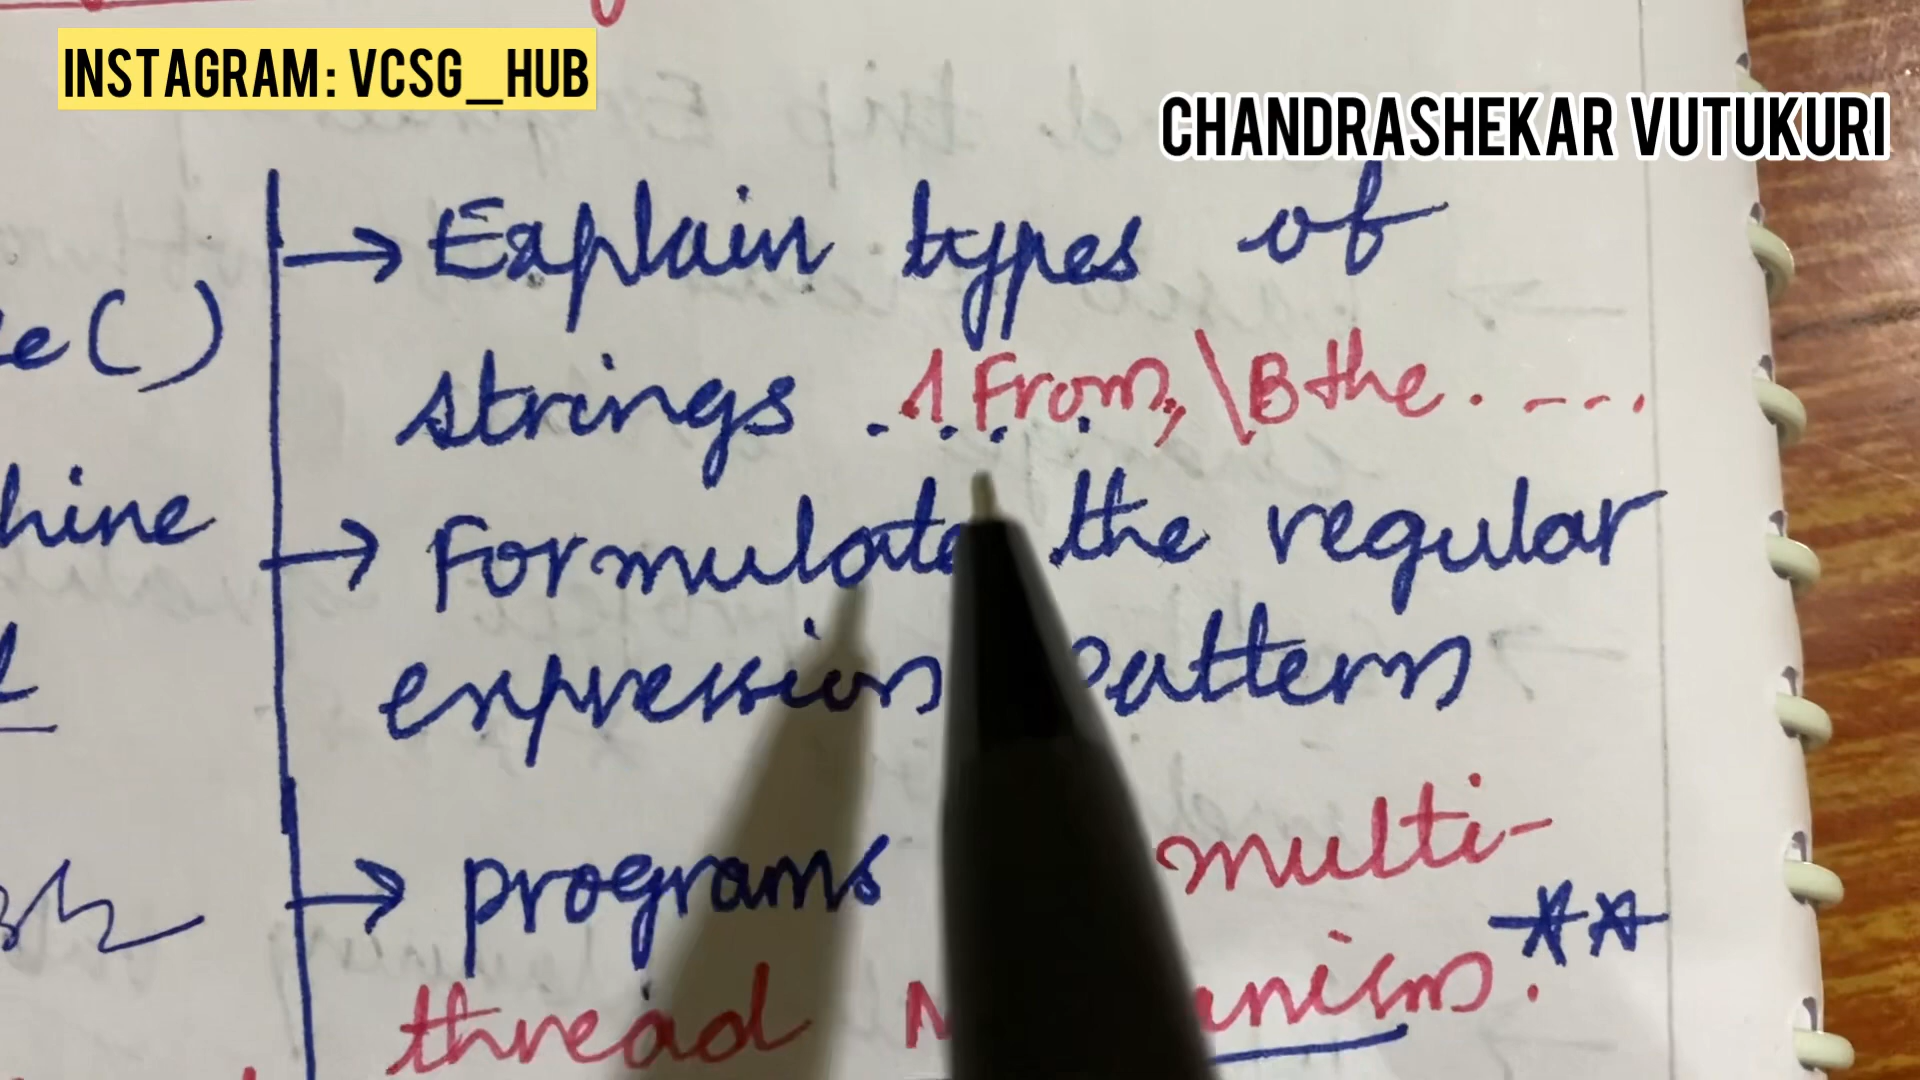 INSTAGRAM: VCSG_HUB
CHANDRASHEKAR VUTUKURI
→ Explain types of
strings ..... 1 From, \B the. - - - .
e()
hine
→ Formulate the regular
expression patterns
→ programs multi-
thread **